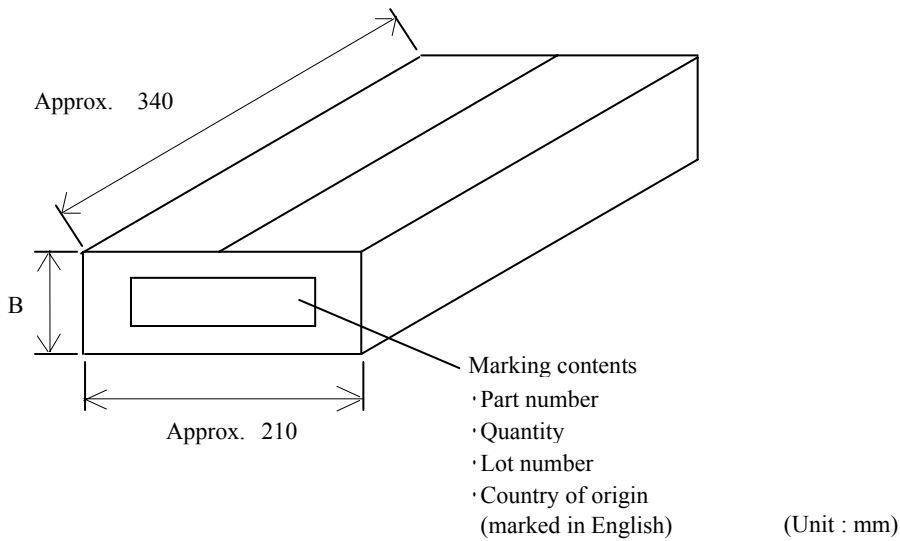 Approx. 340
B
Approx. 210
Marking contents
・Part number
・Quantity
・Lot number
・Country of origin
(marked in English)
(Unit : mm)